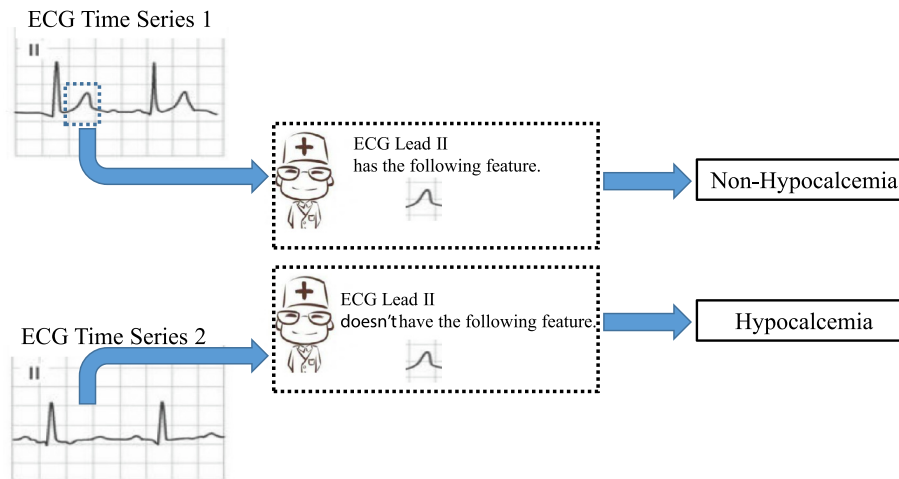 ECG Time Series 1
II
ECG Lead II
has the following feature.
Non-Hypocalcemia
ECG Lead II
doesn't have the following feature.
Hypocalcemia
ECG Time Series 2
II